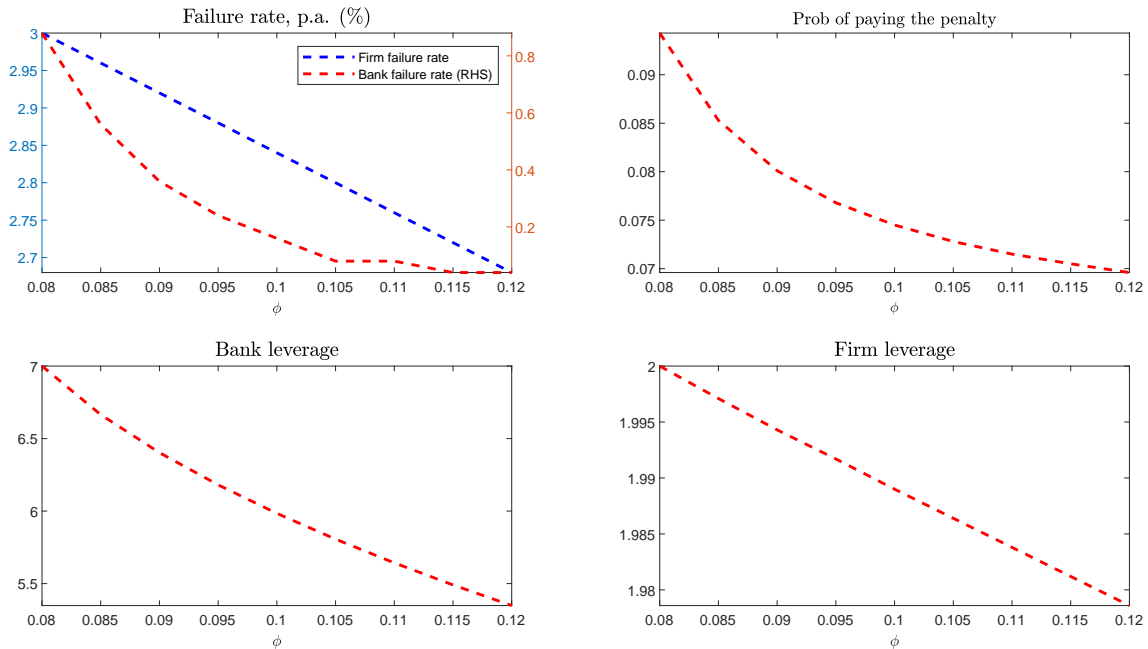 Failure rate, p.a. (%)
Firm failure rate
Bank failure rate (RHS)
3
2.95
2.9
2.85
2.8
2.75
2.7
0.8
0.6
0.4
0.2
0.08 0.085 0.09 0.095 0.1 0.105 0.11 0.115 0.12
ϕ
Prob of paying the penalty
0.09
0.085
0.08
0.075
0.07
0.08 0.085 0.09 0.095 0.1 0.105 0.11 0.115 0.12
ϕ
Bank leverage
7
6.5
6
5.5
0.08 0.085 0.09 0.095 0.1 0.105 0.11 0.115 0.12
ϕ
Firm leverage
2
1.995
1.99
1.985
1.98
0.08 0.085 0.09 0.095 0.1 0.105 0.11 0.115 0.12
ϕ